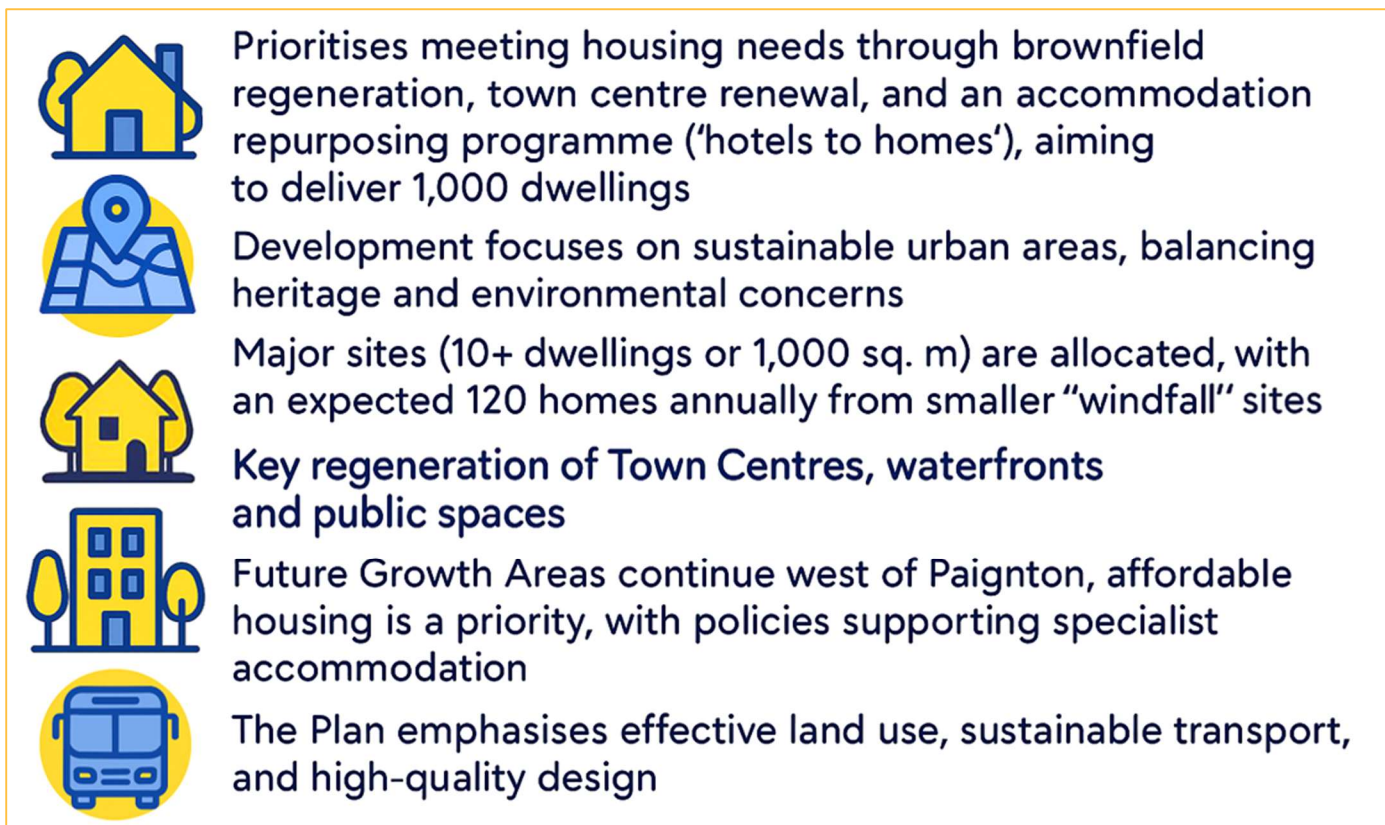 Prioritises meeting housing needs through brownfield
regeneration, town centre renewal, and an accommodation
repurposing programme (‘hotels to homes‘), aiming
to deliver 1,000 dwellings
Development focuses on sustainable urban areas, balancing
heritage and environmental concerns
Major sites (10+ dwellings or 1,000 sq. m) are allocated, with
an expected 120 homes annually from smaller “windfall'' sites
Key regeneration of Town Centres, waterfronts
and public spaces
Future Growth Areas continue west of Paignton, affordable
housing is a priority, with policies supporting specialist
accommodation
The Plan emphasises effective land use, sustainable transport,
and high-quality design